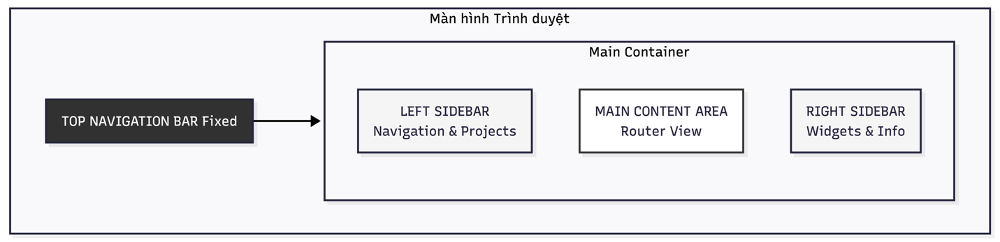 Màn hình Trình duyệt
Main Container
TOP NAVIGATION BAR Fixed
LEFT SIDEBAR
Navigation & Projects
MAIN CONTENT AREA
Router View
RIGHT SIDEBAR
Widgets & Info